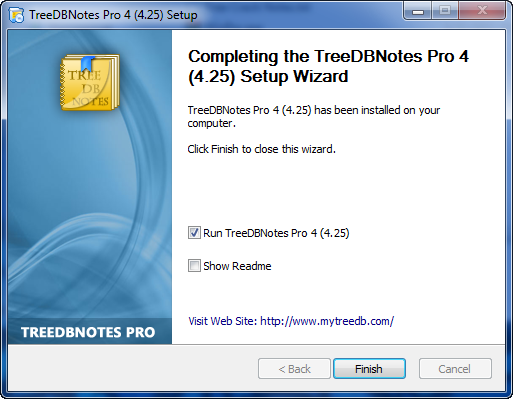 TreeDBNotes Pro 4 (4.25) Setup
TREE
DB
NOTES
Completing the TreeDBNotes Pro 4
(4.25) Setup Wizard
TreeDBNotes Pro 4 (4.25) has been installed on your
computer.
Click Finish to close this wizard.
Run TreeDBNotes Pro 4 (4.25)
Show Readme
Visit Web Site: http://www.mytreedb.com/
TREEDBNOTES PRO
< Back
Finish
Cancel